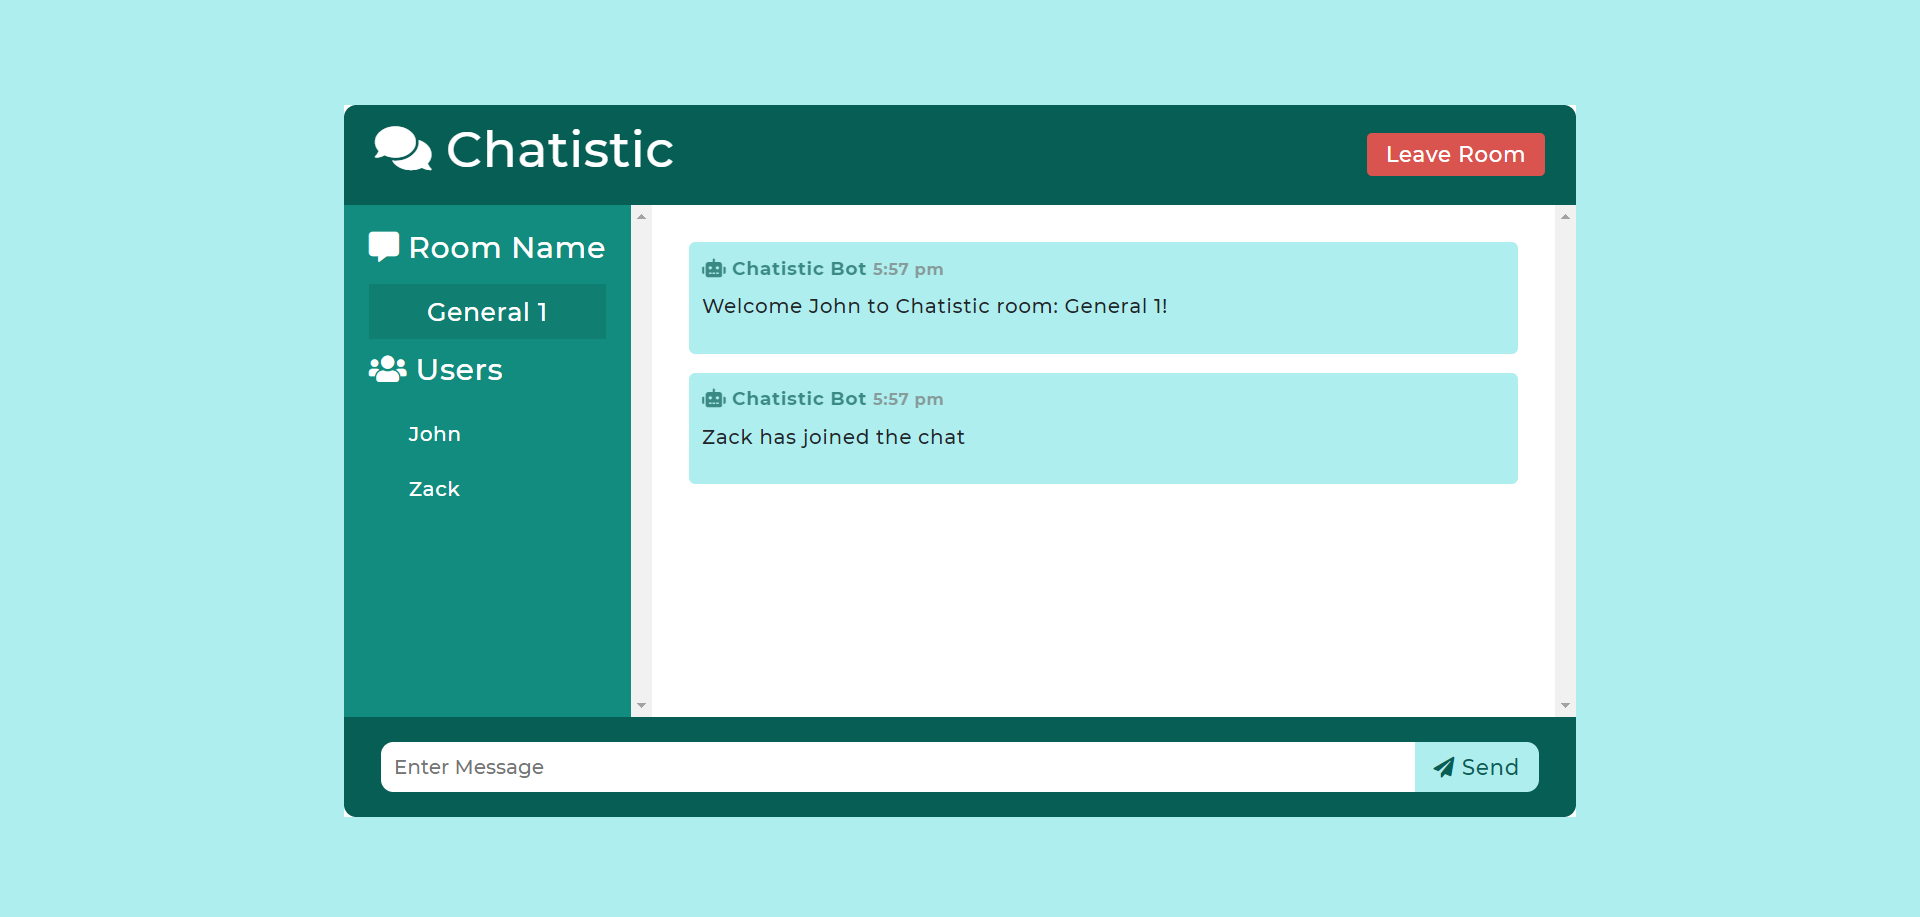 Chatistic
Leave Room
Room Name
General 1
Users
John
Zack
Chatistic Bot 5:57 pm
Welcome John to Chatistic room: General 1!
Chatistic Bot 5:57 pm
Zack has joined the chat
Enter Message
Send